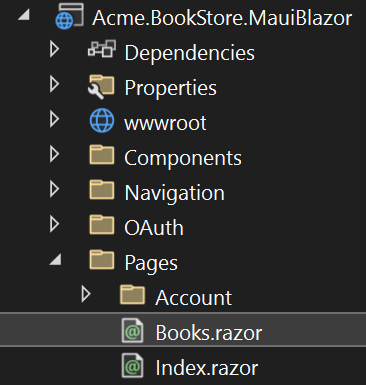 Acme.BookStore.MauiBlazor
Dependencies
Properties
wwwroot
Components
Navigation
OAuth
Pages
Account
Books.razor
Index.razor